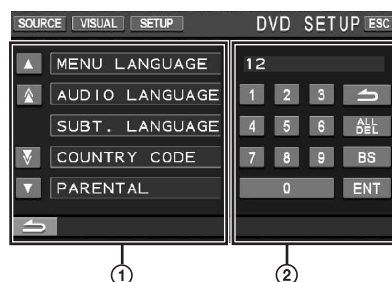 SOURCE VISUAL SETUP DVD SETUP ESC
MENU LANGUAGE
AUDIO LANGUAGE
SUBT. LANGUAGE
COUNTRY CODE
PARENTAL
12
1 2 3
4 5 6 ALL DEL
7 8 9 BS
0 ENT
① ②